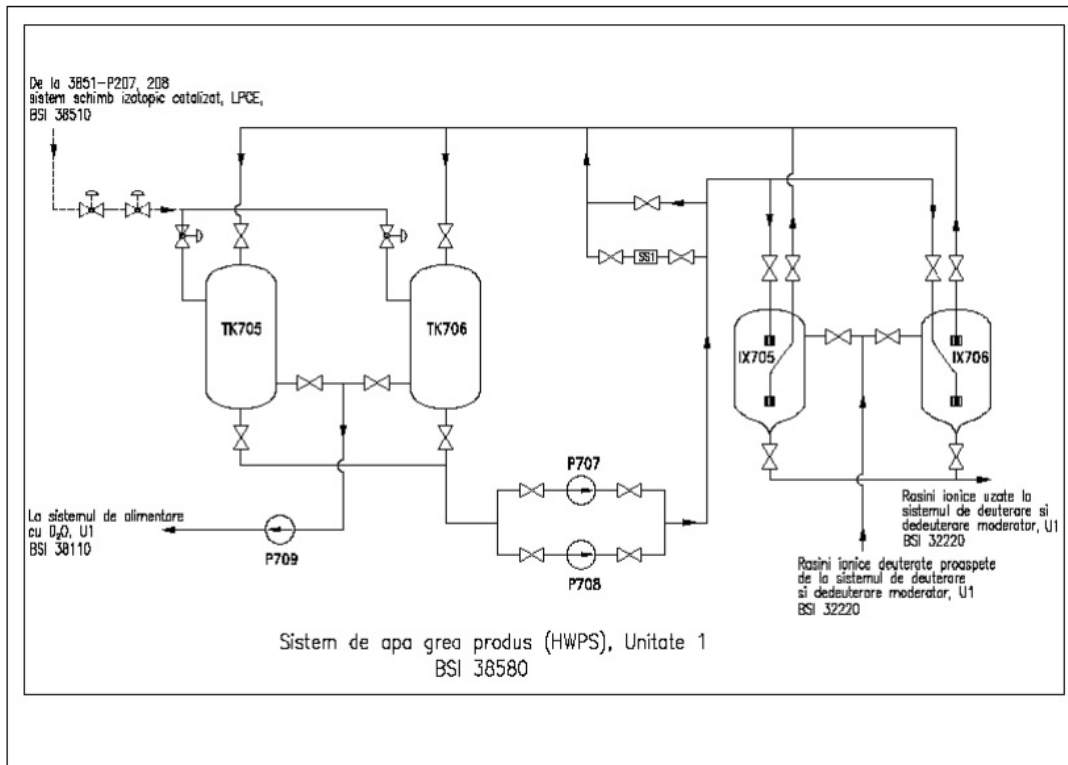 De la 3851-P207, 208
sistem schimb izotopic catalizat, LPCE,
BSI 38510
TK705
TK706
SS1
IX705
IX706
P707
P708
P709
La sistemul de alimentare
cu D₂O, U1
BSI 38110
Rasini ionice uzate la
sistemul de deuterare si
dedeuterare moderator, U1
BSI 32220
Rasini ionice deuterate proaspete
de la sistemul de deuterare
si dedeuterare moderator, U1
BSI 32220
Sistem de apa grea produs (HWPS), Unitate 1
BSI 38580